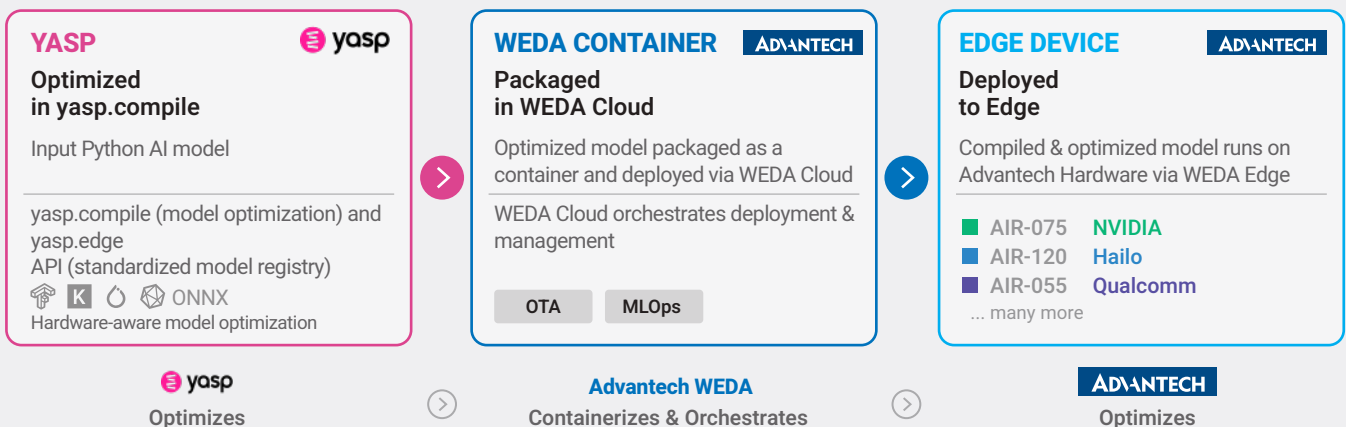 YASP
yasp
Optimized
in yasp.compile
Input Python AI model
yasp.compile (model optimization) and
yasp.edge
API (standardized model registry)
K
ONNX
Hardware-aware model optimization
WEDA CONTAINER
ADVANTECH
Packaged
in WEDA Cloud
Optimized model packaged as a
container and deployed via WEDA Cloud
WEDA Cloud orchestrates deployment &
management
OTA
MLOps
EDGE DEVICE
ADVANTECH
Deployed
to Edge
Compiled & optimized model runs on
Advantech Hardware via WEDA Edge
AIR-075 NVIDIA
AIR-120 Hailo
AIR-055 Qualcomm
... many more
yasp
Optimizes
Advantech WEDA
Containerizes & Orchestrates
ADVANTECH
Optimizes